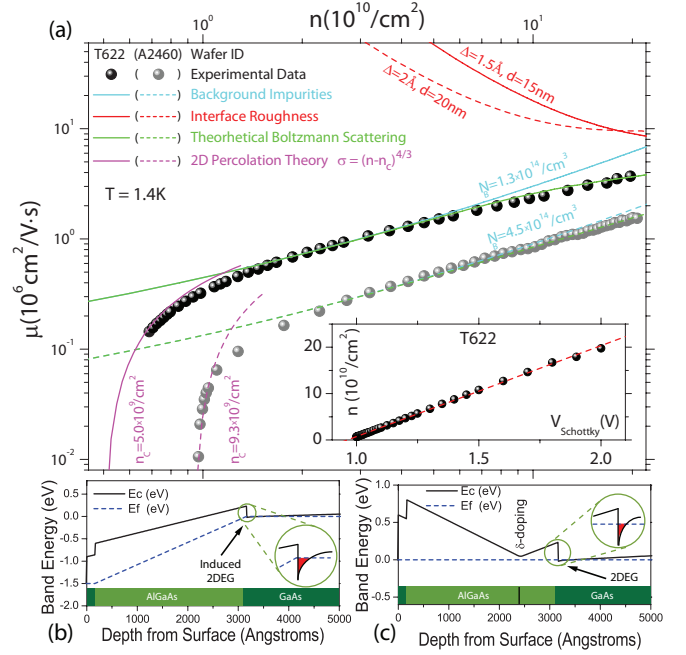 n(10^10/cm^2)
10^0 10^1
(a)
T622 (A2460) Wafer ID
( ) Experimental Data
( ) Background Impurities
( ) Interface Roughness
( ) Theorhetical Boltzmann Scattering
( ) 2D Percolation Theory σ = (n-n_c)^4/3
T = 1.4K
Δ=1.5Å, d=15nm
Δ=2Å, d=20nm
N_B=1.3*10^14/cm^3
N_B=4.5*10^14/cm^3
n_c=5.0*10^9/cm^2
n_c=9.3*10^9/cm^2
μ(10^6 cm^2/V·s)
10^1
10^0
10^-1
10^-2
T622
n (10^10/cm^2)
20
10
0
V_Schottky(V)
1.0 1.5 2.0
Band Energy (eV)
0.5
0.0
-0.5
-1.0
-1.5
-2.0
Ec (eV)
Ef (eV)
Induced
2DEG
AlGaAs GaAs
0 1000 2000 3000 4000 5000
(b) Depth from Surface (Angstroms)
Band Energy (eV)
1.0
0.5
0.0
-0.5
Ec (eV)
Ef (eV)
δ-doping
2DEG
AlGaAs GaAs
0 1000 2000 3000 4000 5000
(c) Depth from Surface (Angstroms)